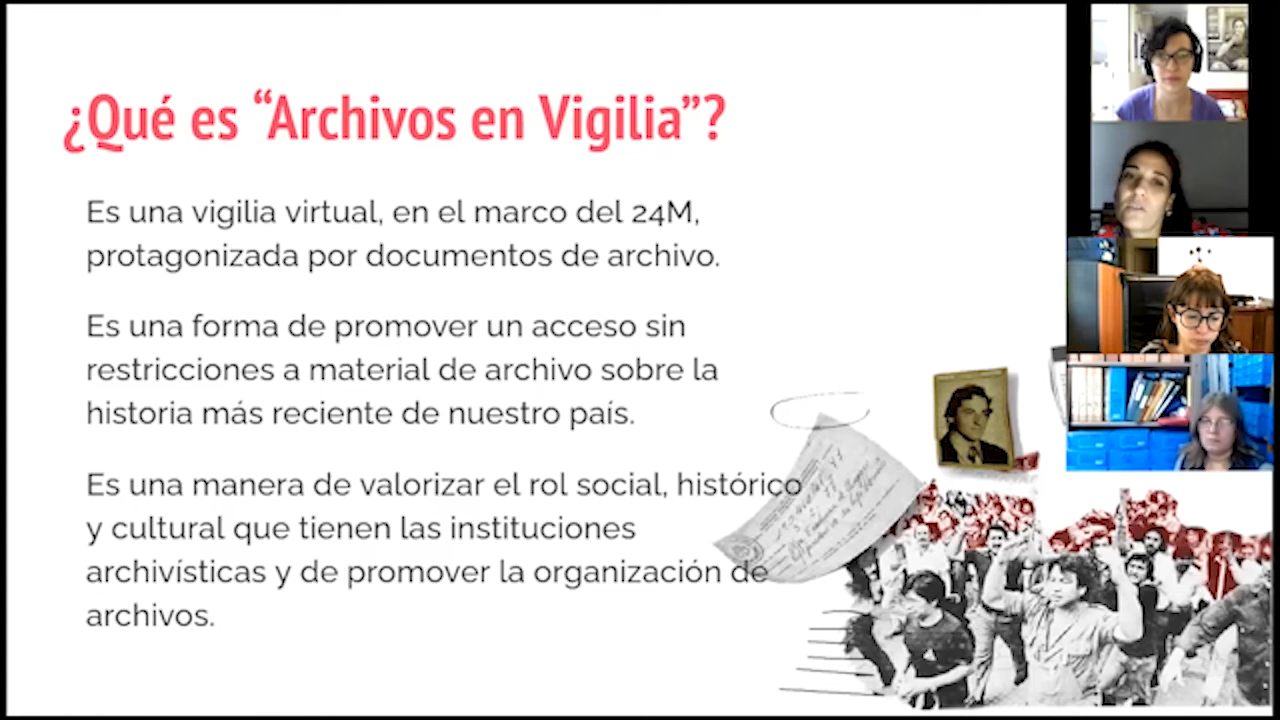 ¿Qué es “Archivos en Vigilia”?
Es una vigilia virtual, en el marco del 24M,
protagonizada por documentos de archivo.
Es una forma de promover un acceso sin
restricciones a material de archivo sobre la
historia más reciente de nuestro país.
Es una manera de valorizar el rol social, histórico
y cultural que tienen las instituciones
archivísticas y de promover la organización de
archivos.